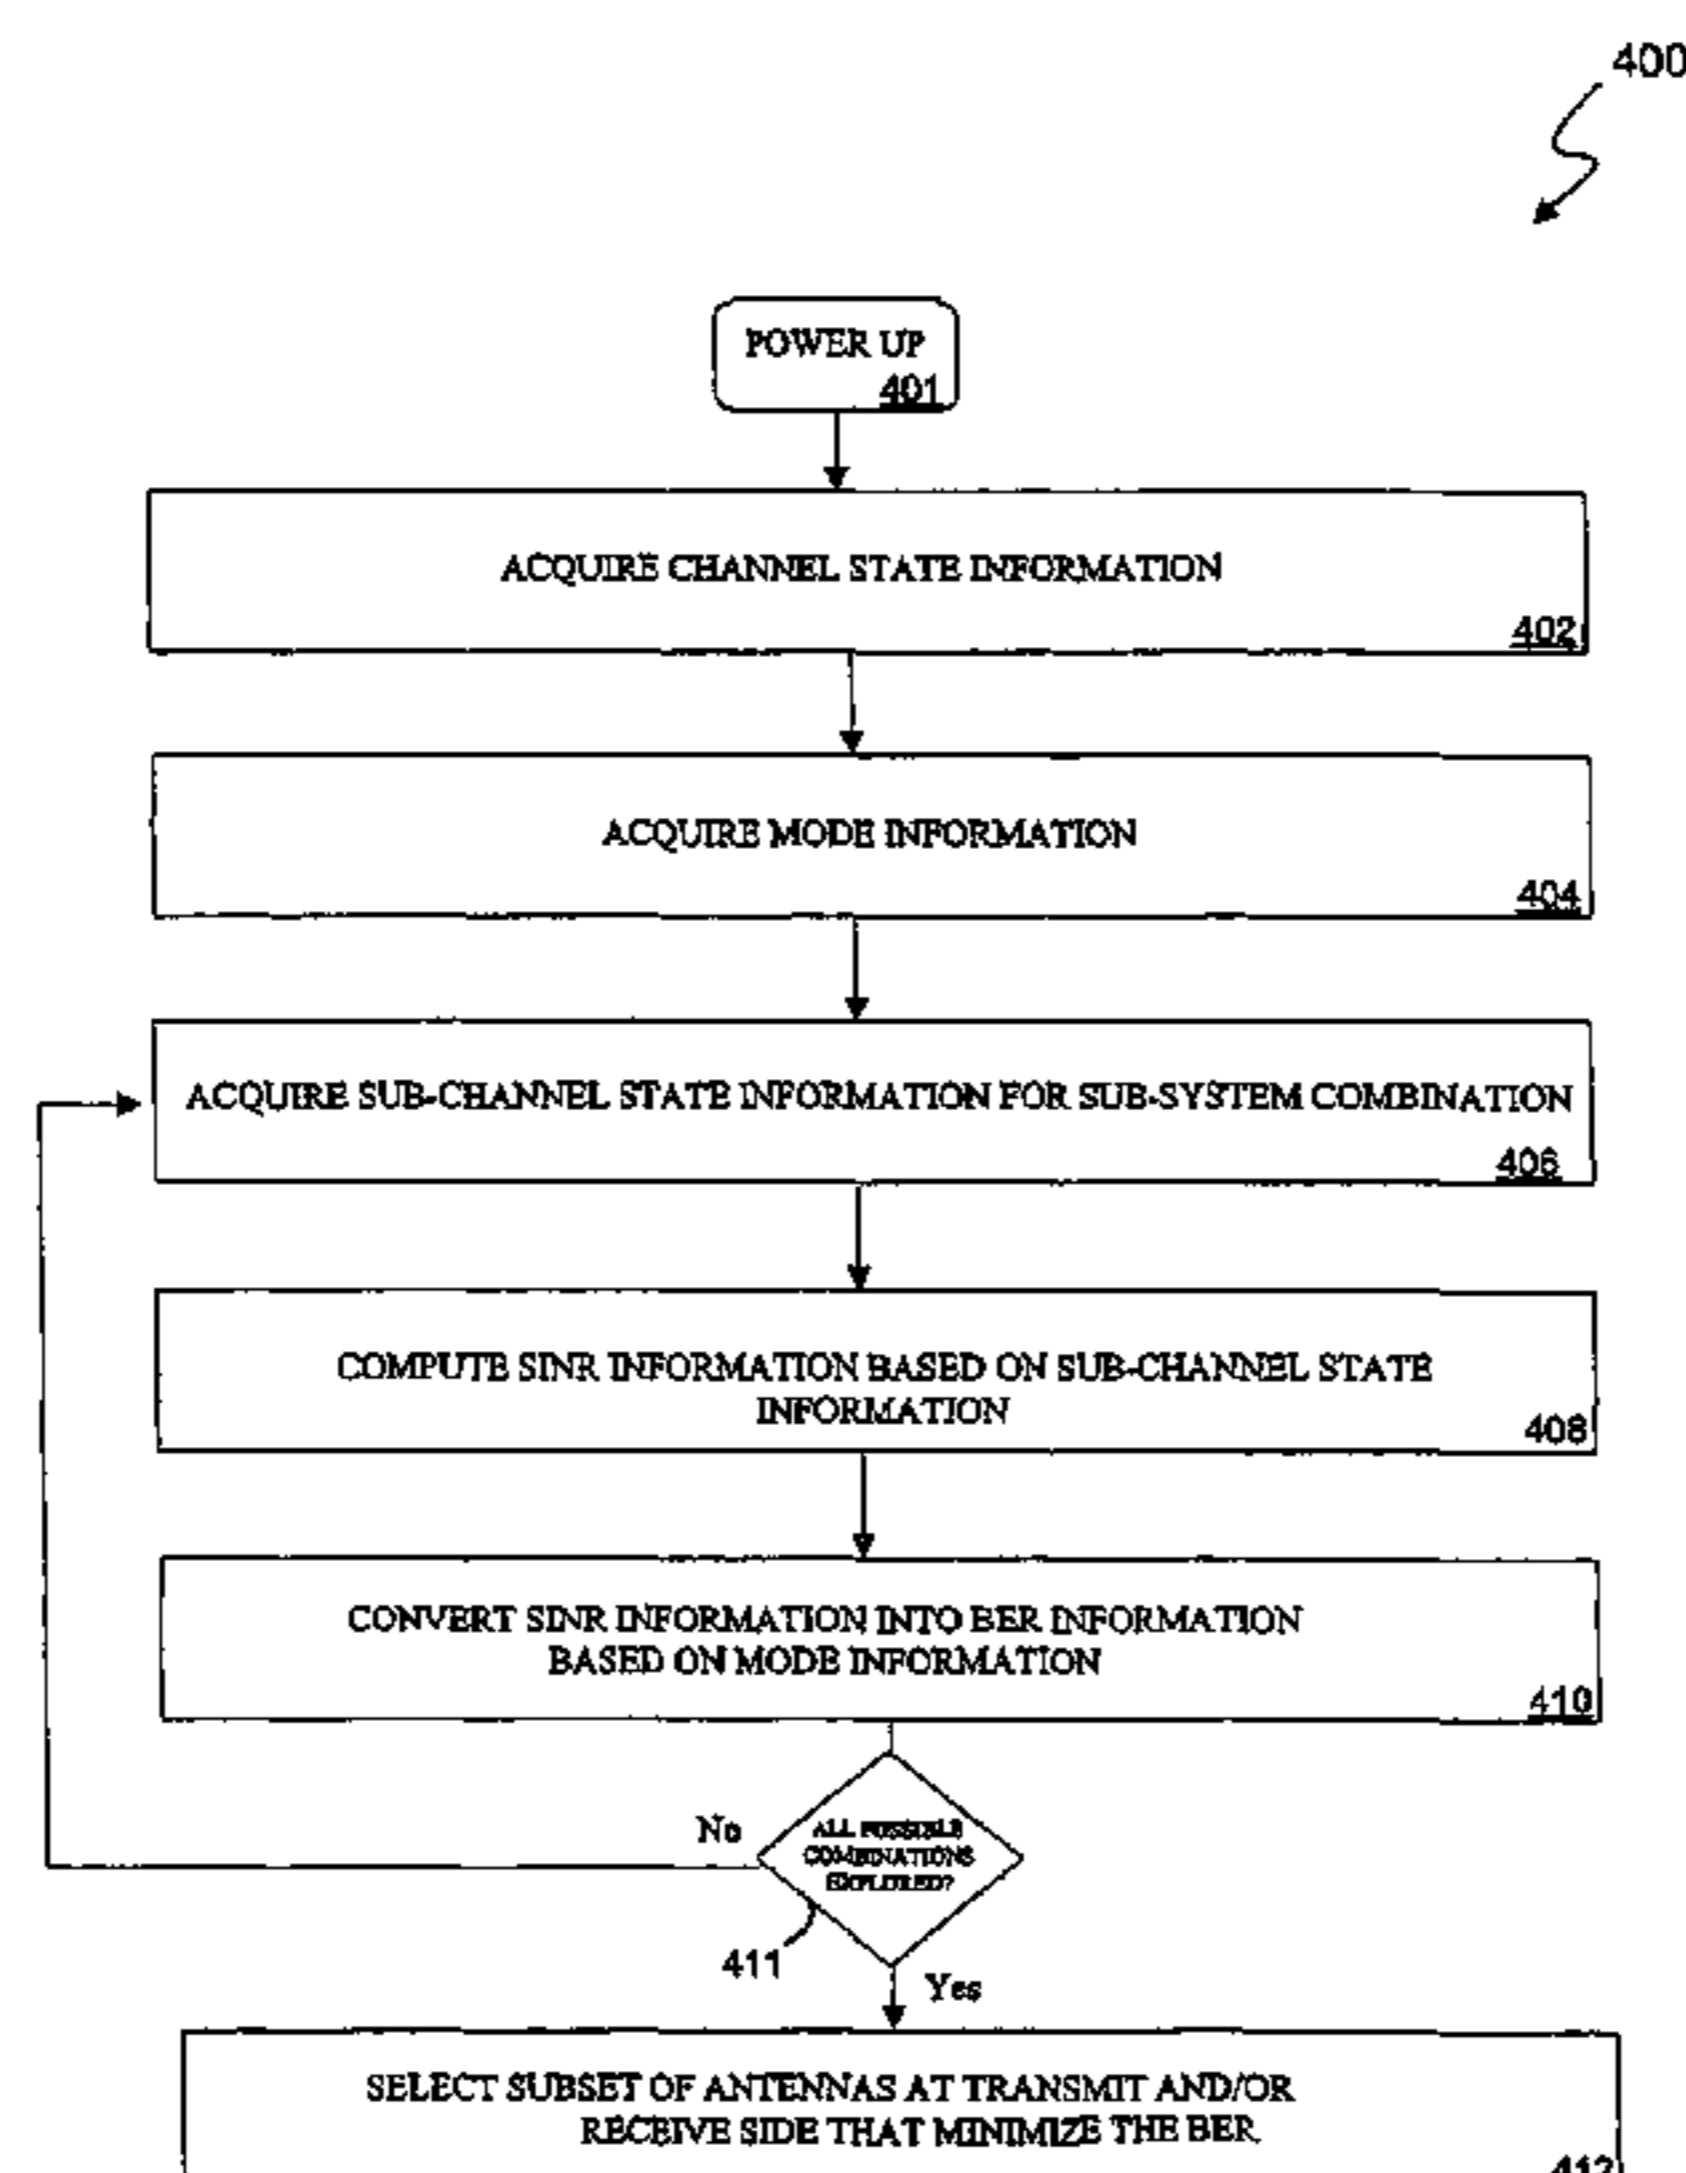 400
POWER UP
401
ACQUIRE CHANNEL STATE INFORMATION
402
ACQUIRE MODE INFORMATION
404
ACQUIRE SUB-CHANNEL STATE INFORMATION FOR SUB-SYSTEM COMBINATION
406
COMPUTE SINR INFORMATION BASED ON SUB-CHANNEL STATE
INFORMATION
408
CONVERT SINR INFORMATION INTO BER INFORMATION
BASED ON MODE INFORMATION
410
No
ALL POSSIBLE
COMBINATIONS
EXPLORED?
411
Yes
SELECT SUBSET OF ANTENNAS AT TRANSMIT AND/OR
RECEIVE SIDE THAT MINIMIZE THE BER
412